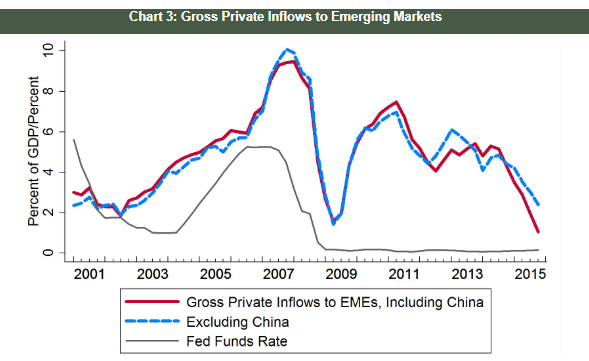 Chart 3: Gross Private Inflows to Emerging Markets
Percent of GDP/Percent
10
8
6
4
2
0
2001 2003 2005 2007 2009 2011 2013 2015
Gross Private Inflows to EMEs, Including China
Excluding China
Fed Funds Rate